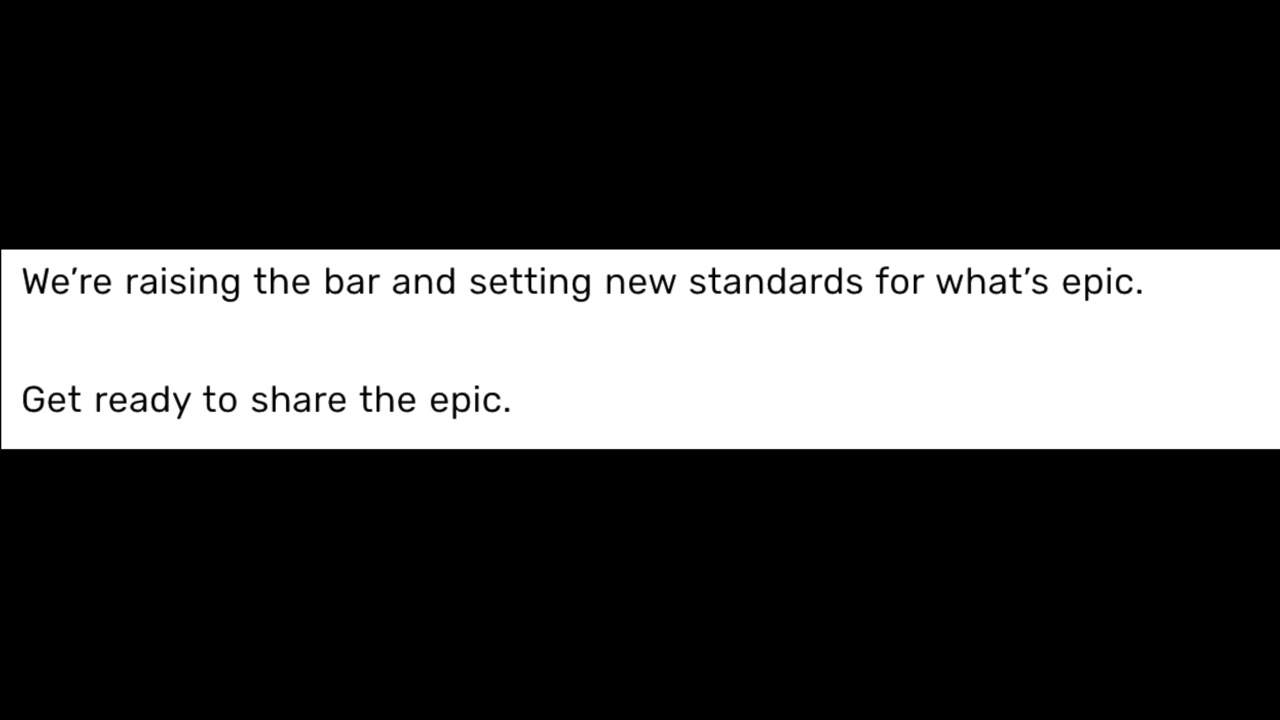 We’re raising the bar and setting new standards for what’s epic.
Get ready to share the epic.